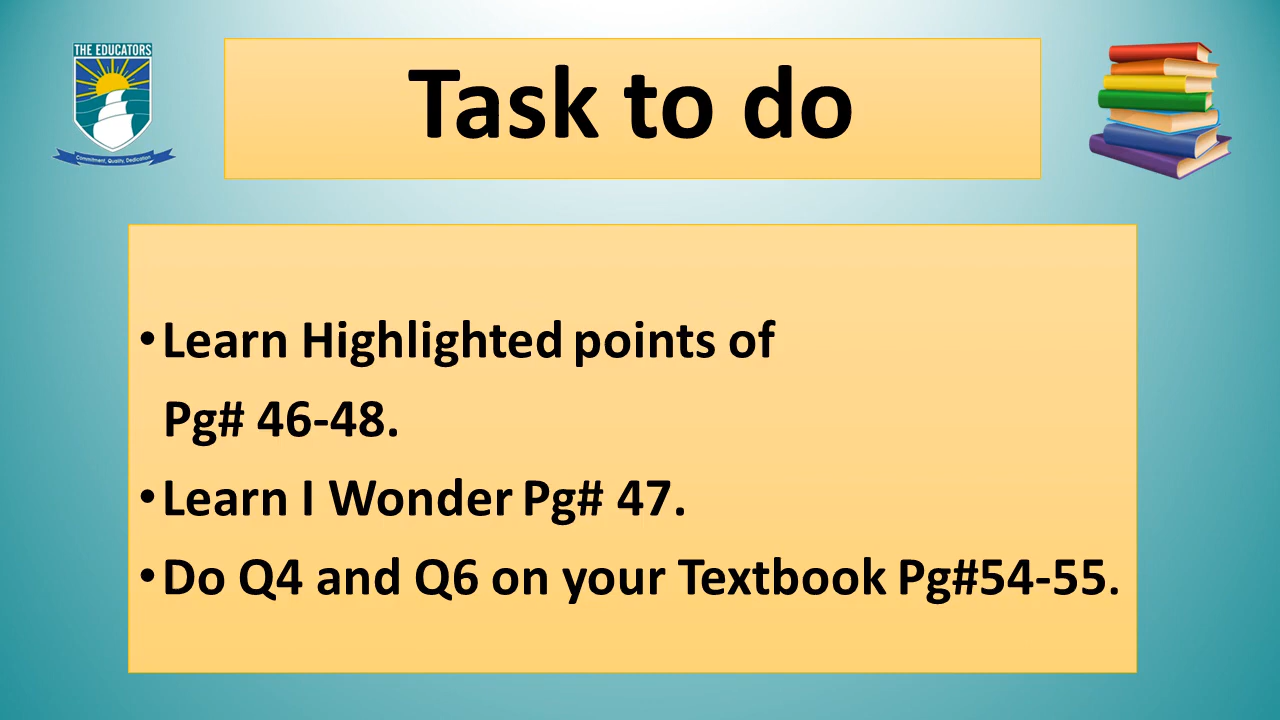 THE EDUCATORS
Commitment, Quality, Dedication
Task to do
• Learn Highlighted points of
Pg# 46-48.
• Learn I Wonder Pg# 47.
• Do Q4 and Q6 on your Textbook Pg#54-55.